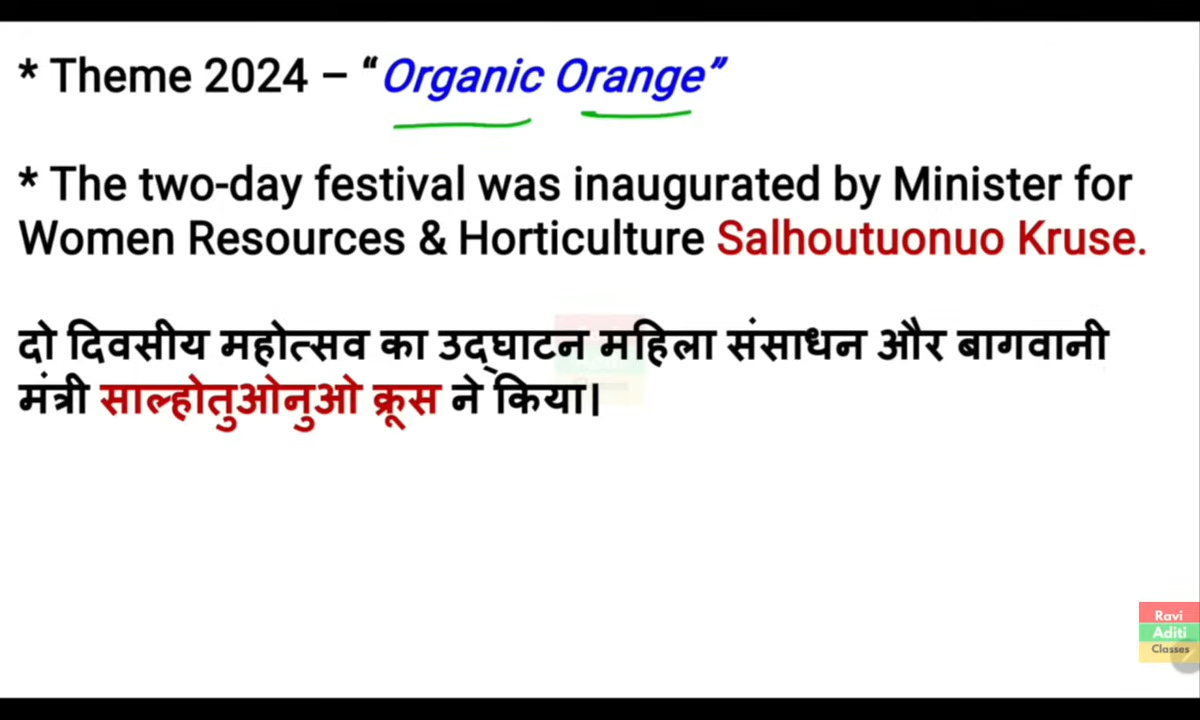 * Theme 2024 – “Organic Orange”
* The two-day festival was inaugurated by Minister for
Women Resources & Horticulture Salhoutuonuo Kruse.
दो दिवसीय महोत्सव का उद्घाटन महिला संसाधन और बागवानी
मंत्री साल्होतुओनुओ क्रूस ने किया।
Ravi
Aditi
Classes